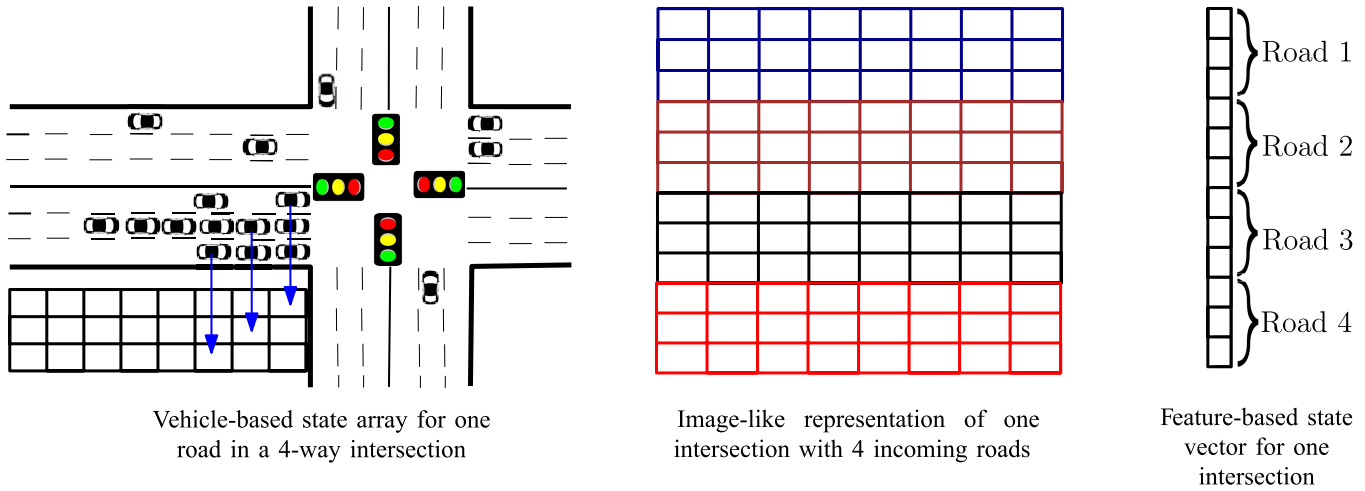 Road 1
Road 2
Road 3
Road 4
Vehicle-based state array for one
road in a 4-way intersection
Image-like representation of one
intersection with 4 incoming roads
Feature-based state
vector for one
intersection